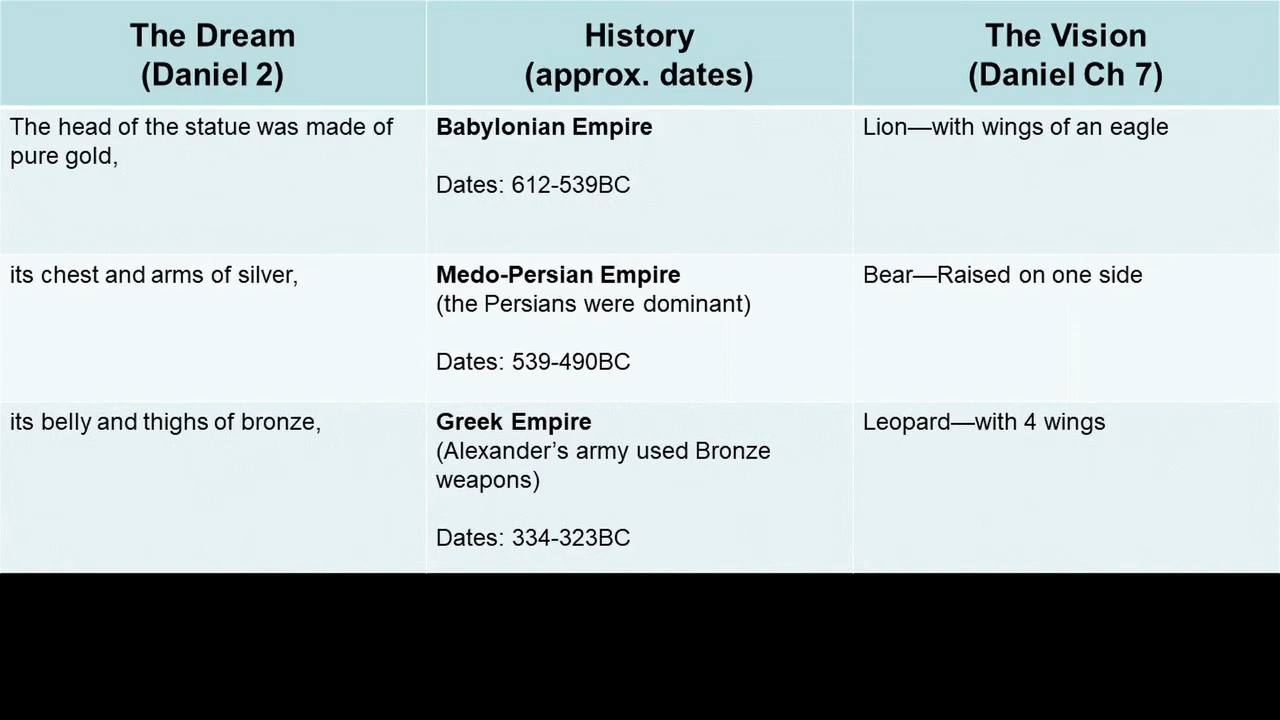 The Dream
(Daniel 2)
History
(approx. dates)
The Vision
(Daniel Ch 7)
The head of the statue was made of
pure gold,
Babylonian Empire
Dates: 612-539BC
Lion—with wings of an eagle
its chest and arms of silver,
Medo-Persian Empire
(the Persians were dominant)
Dates: 539-490BC
Bear—Raised on one side
its belly and thighs of bronze,
Greek Empire
(Alexander’s army used Bronze
weapons)
Dates: 334-323BC
Leopard—with 4 wings